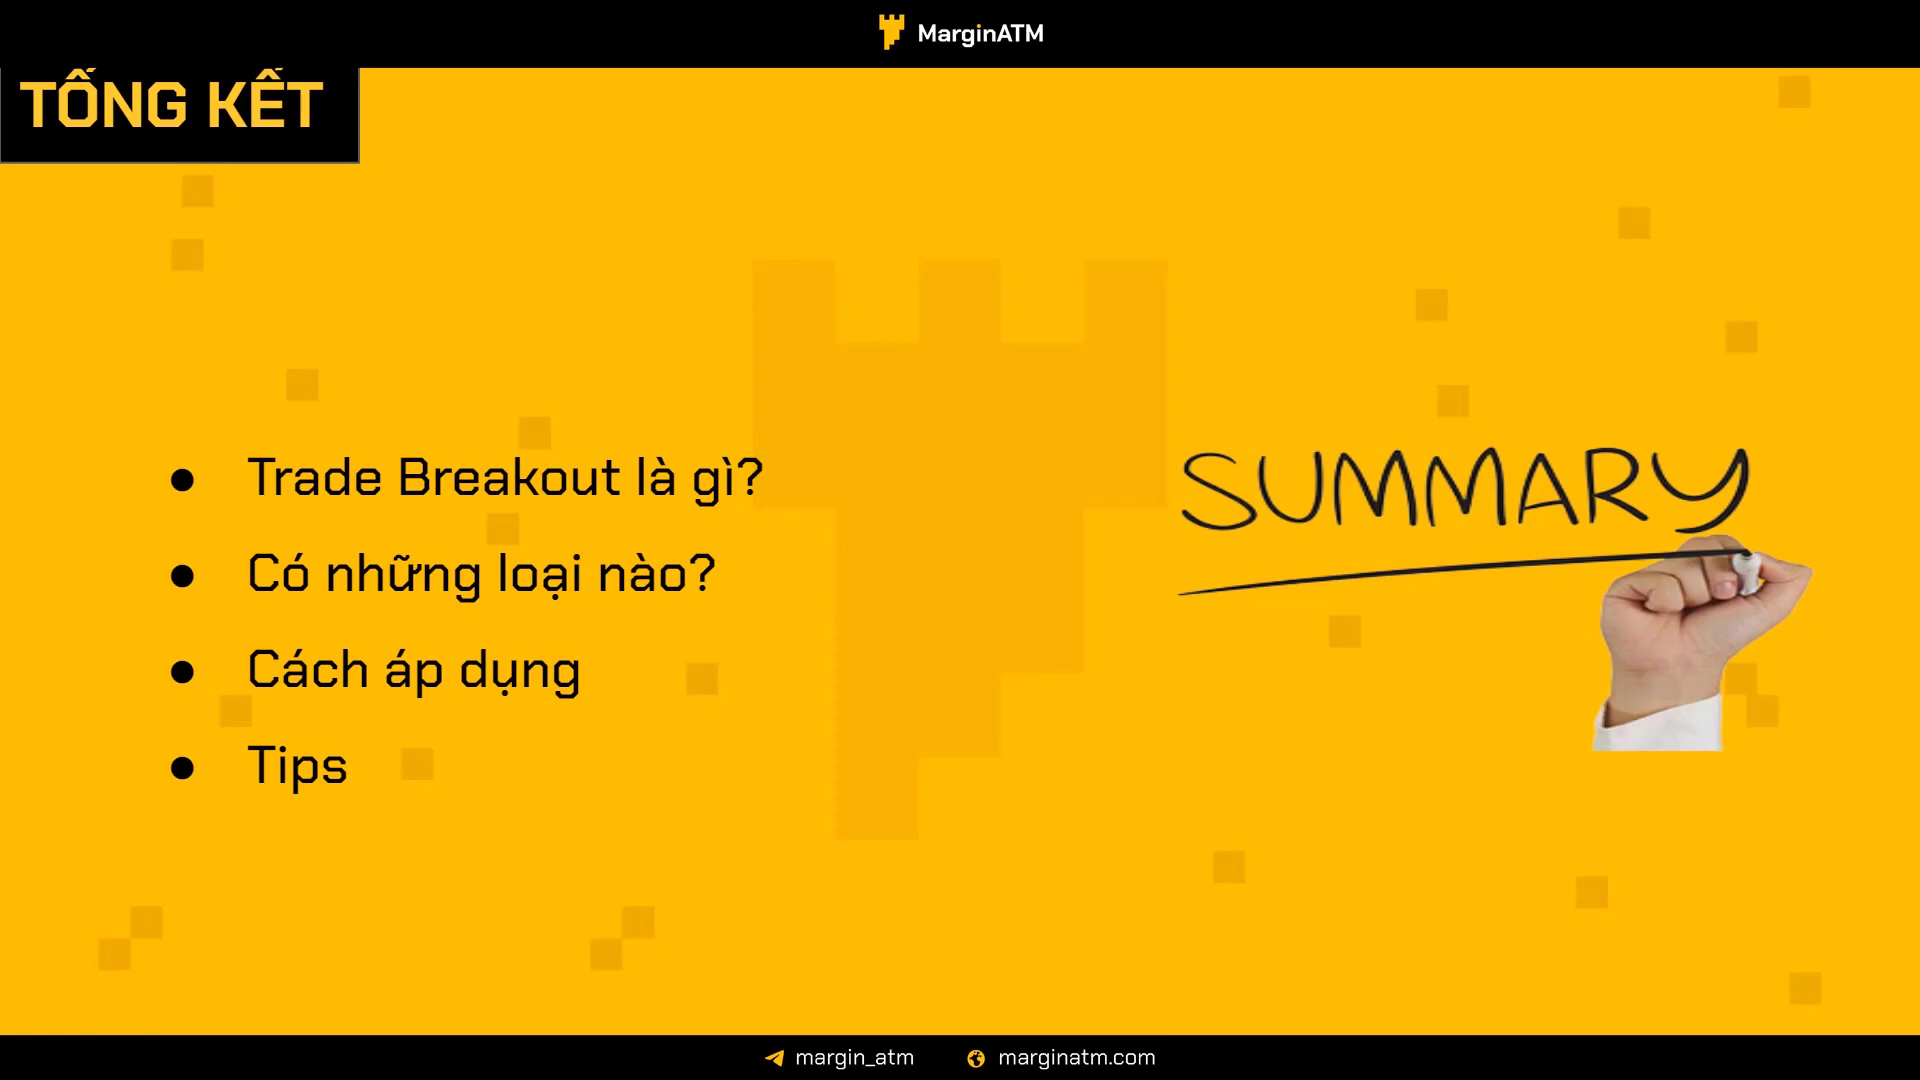 MarginATM
TỔNG KẾT
Trade Breakout là gì?
Có những loại nào?
Cách áp dụng
Tips
SUMMARY
margin_atm
marginatm.com